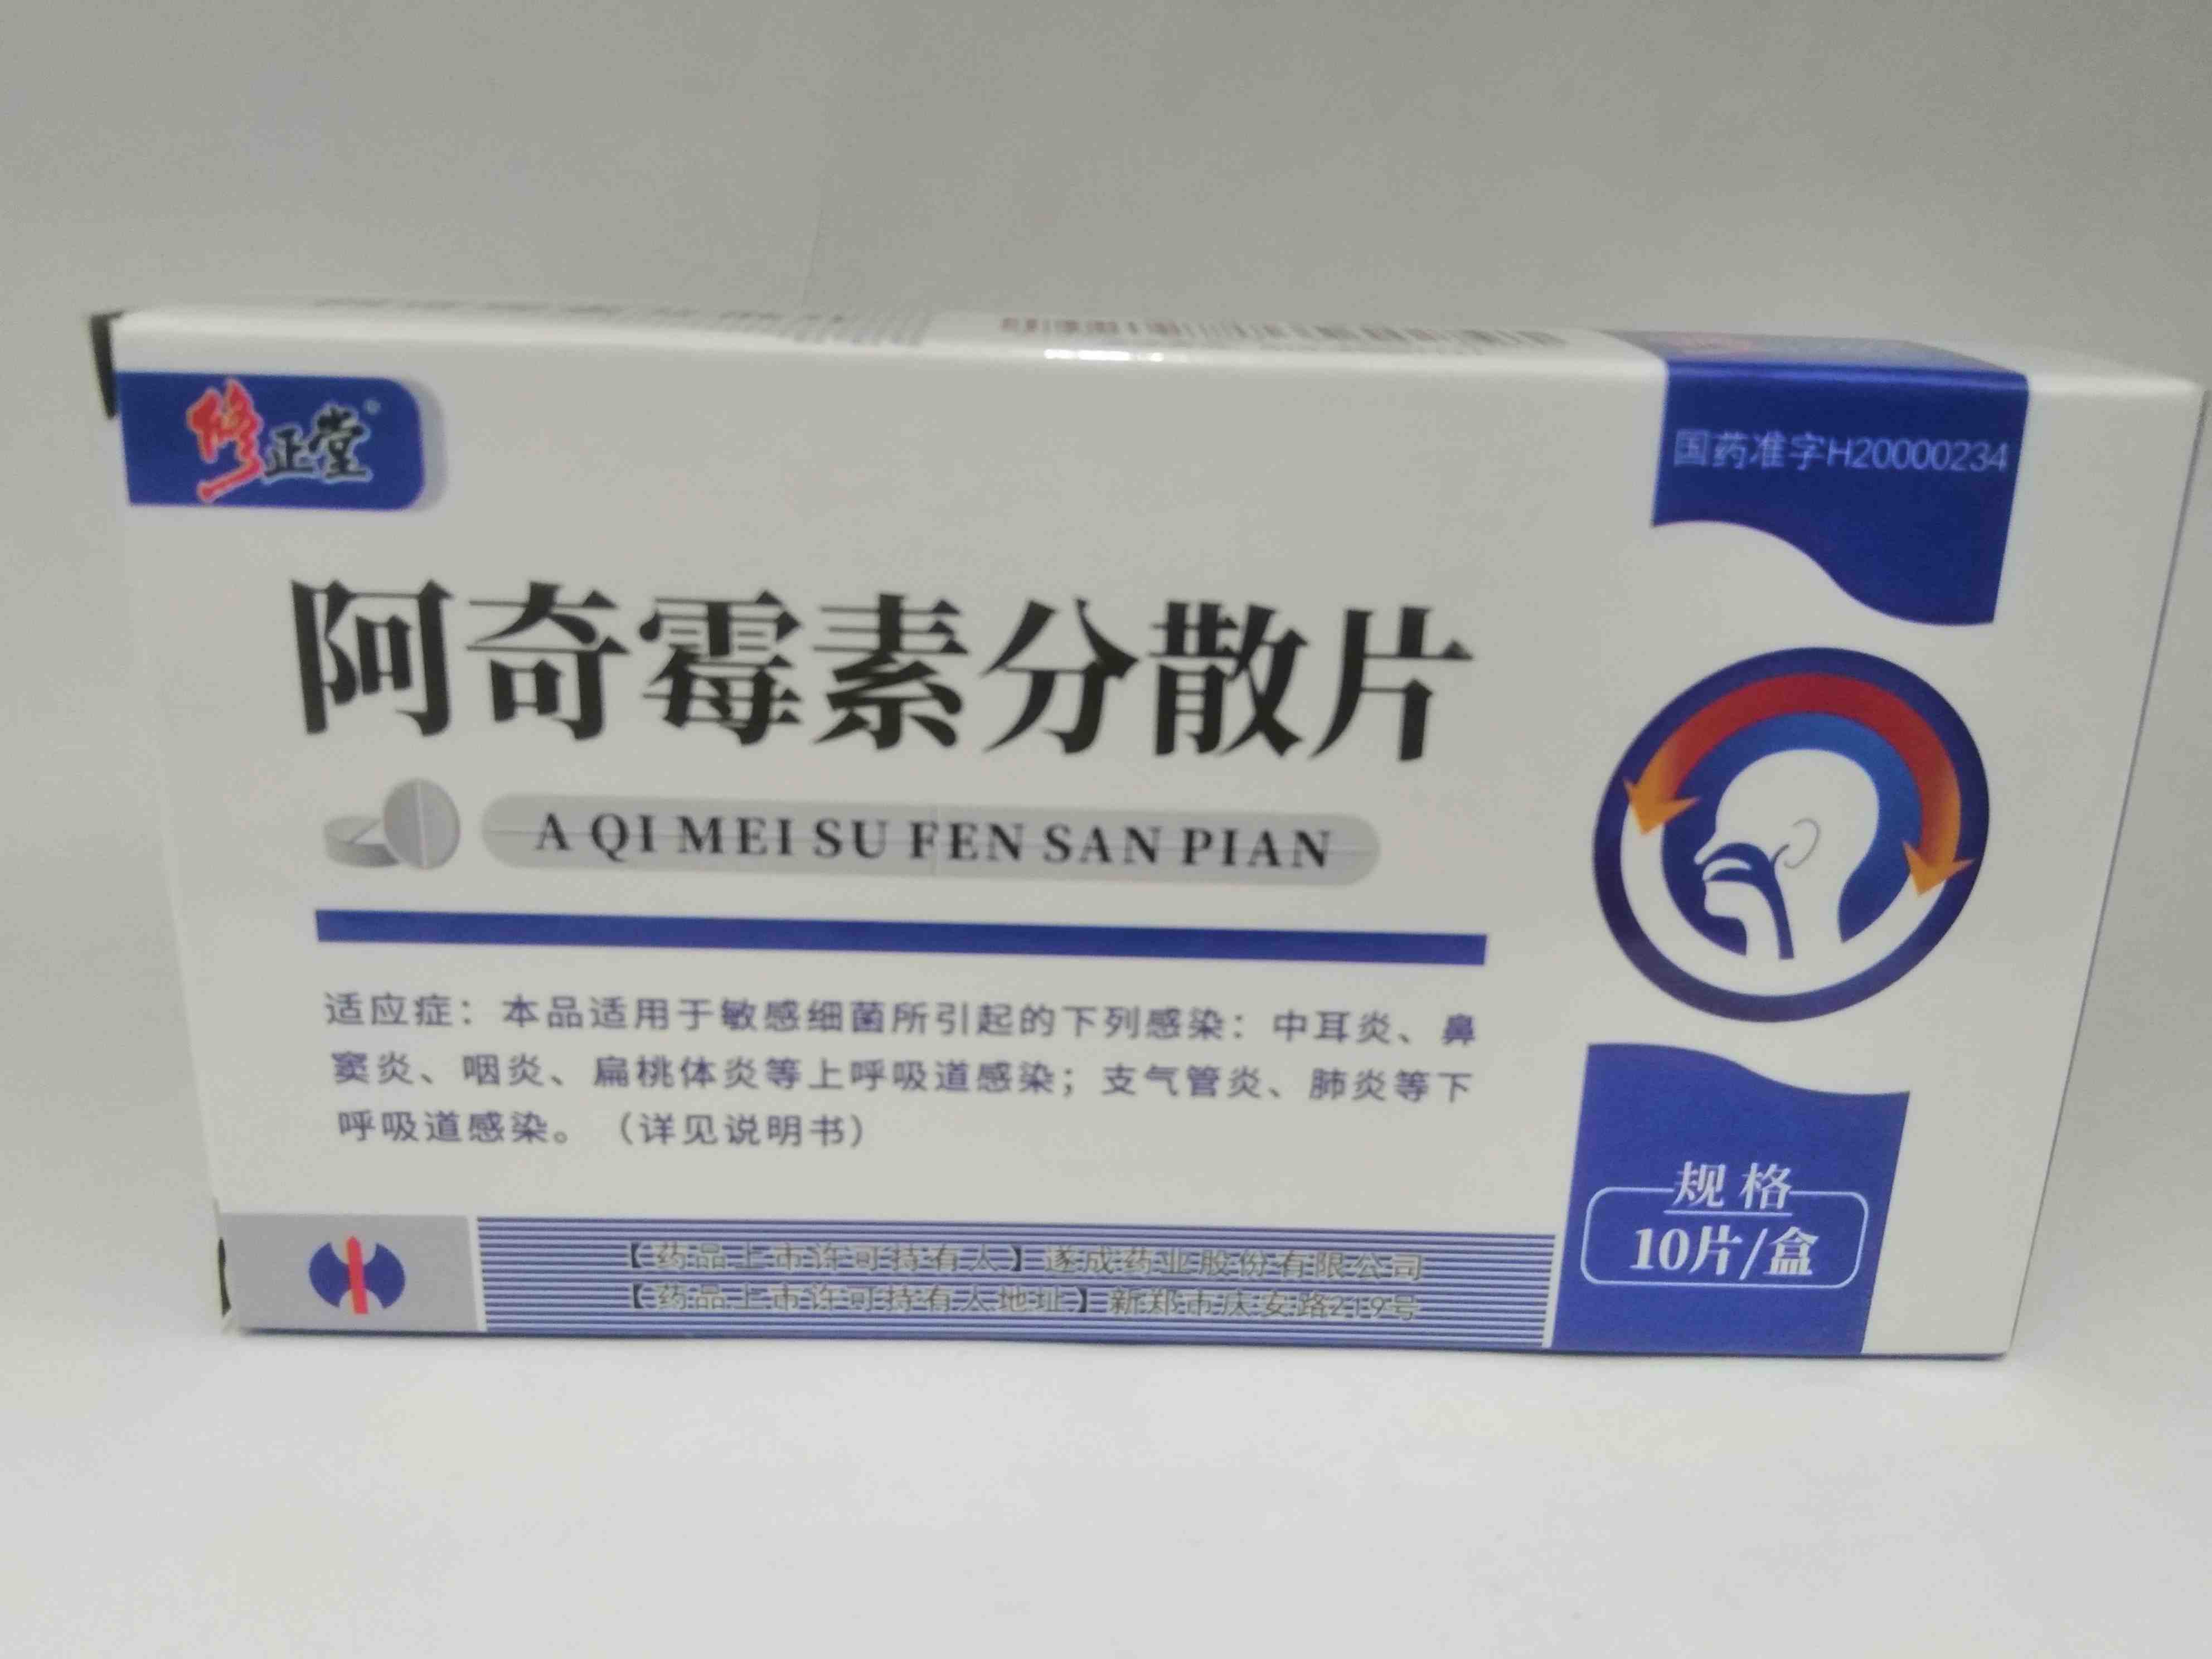 修正堂
国药准字H20000234
阿奇霉素分散片
A QI MEI SU FEN SAN PIAN
适应症：本品适用于敏感细菌所引起的下列感染：中耳炎、鼻
窦炎、咽炎、扁桃体炎等上呼吸道感染；支气管炎、肺炎等下
呼吸道感染。（详见说明书）
规格
10片/盒
【药品上市许可持有人】遂成药业股份有限公司
【药品上市许可持有人地址】新郑市庆安路219号